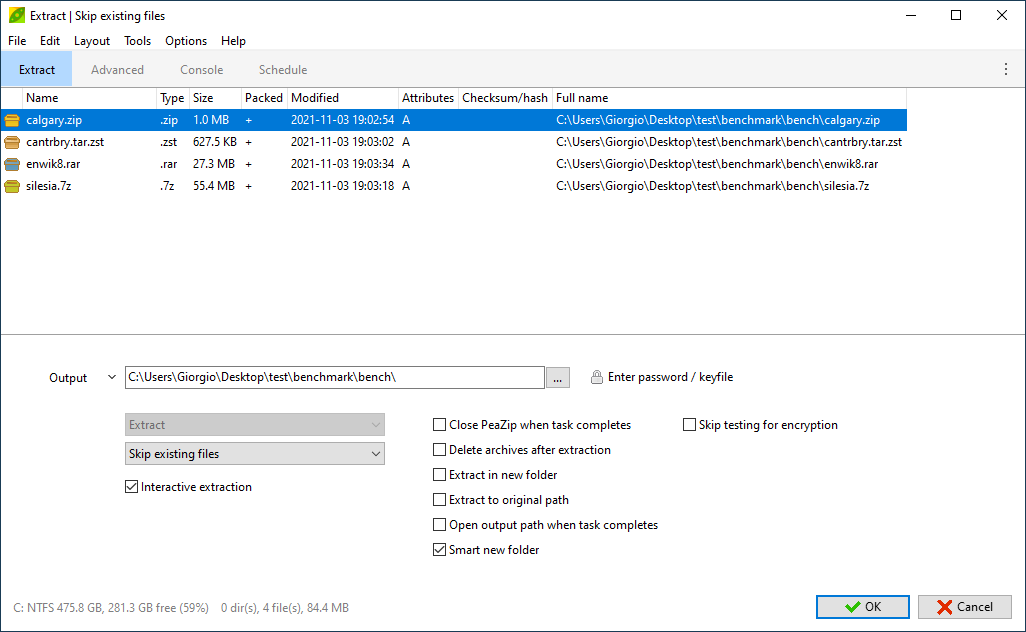 Extract | Skip existing files
File Edit Layout Tools Options Help
Extract Advanced Console Schedule
Name Type Size Packed Modified Attributes Checksum/hash Full name
calgary.zip .zip 1.0 MB + 2021-11-03 19:02:54 A C:\Users\Giorgio\Desktop\test\benchmark\bench\calgary.zip
cantrbry.tar.zst .zst 627.5 KB + 2021-11-03 19:03:02 A C:\Users\Giorgio\Desktop\test\benchmark\bench\cantrbry.tar.zst
enwik8.rar .rar 27.3 MB + 2021-11-03 19:03:34 A C:\Users\Giorgio\Desktop\test\benchmark\bench\enwik8.rar
silesia.7z .7z 55.4 MB + 2021-11-03 19:03:18 A C:\Users\Giorgio\Desktop\test\benchmark\bench\silesia.7z
Output C:\Users\Giorgio\Desktop\test\benchmark\bench\ ... Enter password / keyfile
Extract
Skip existing files
Interactive extraction
Close PeaZip when task completes
Delete archives after extraction
Extract in new folder
Extract to original path
Open output path when task completes
Smart new folder
Skip testing for encryption
C: NTFS 475.8 GB, 281.3 GB free (59%) 0 dir(s), 4 file(s), 84.4 MB
OK Cancel